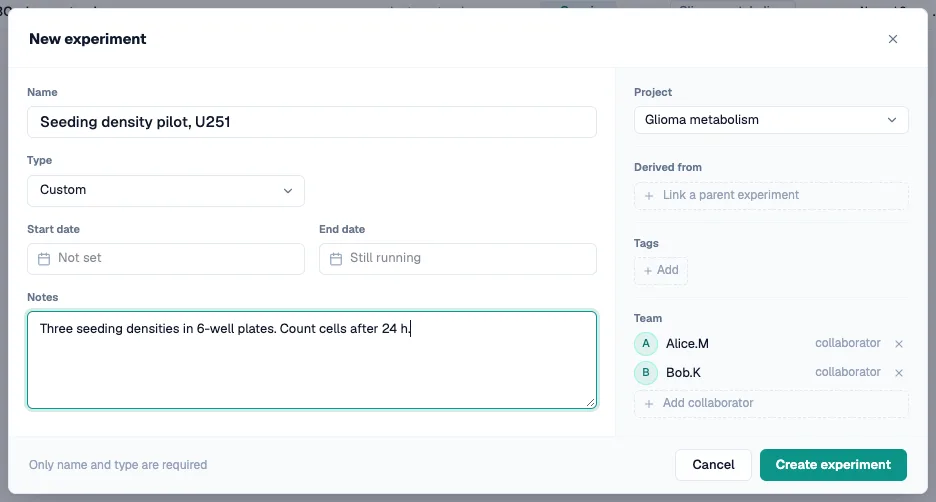 New experiment
Name
Seeding density pilot, U251
Type
Custom
Start date
End date
Not set
Still running
Notes
Three seeding densities in 6-well plates. Count cells after 24 h.
Project
Glioma metabolism
Derived from
+ Link a parent experiment
Tags
+ Add
Team
A Alice.M collaborator ×
B Bob.K collaborator ×
+ Add collaborator
Only name and type are required
Cancel
Create experiment